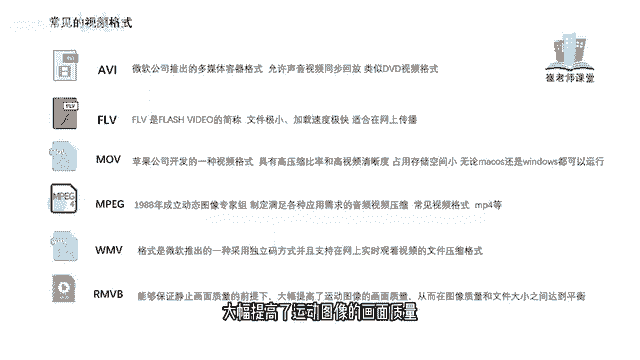 常见的视频格式
崔老师课堂
AVI 微软公司推出的多媒体容器格式 允许声音视频同步回放 类似DVD视频格式
FLV FLV 是FLASH VIDEO的简称 文件极小、加载速度极快 适合在网上传播
MOV 苹果公司开发的一种视频格式 具有高压缩比率和高视频清晰度 占用存储空间小 无论macos还是windows都可以运行
MPEG 4
MPEG 1988年成立动态图像专家组 制定满足各种应用需求的音频视频压缩 常见视频格式 mp4等
WMV 格式是微软推出的一种采用独立码方式并且支持在网上实时观看视频的文件压缩格式
RMVB 能够保证静止画面质量的前提下、大幅提高了运动图像的画面质量、从而在图像质量和文件大小之间达到平衡
大幅提高了运动图像的画面质量